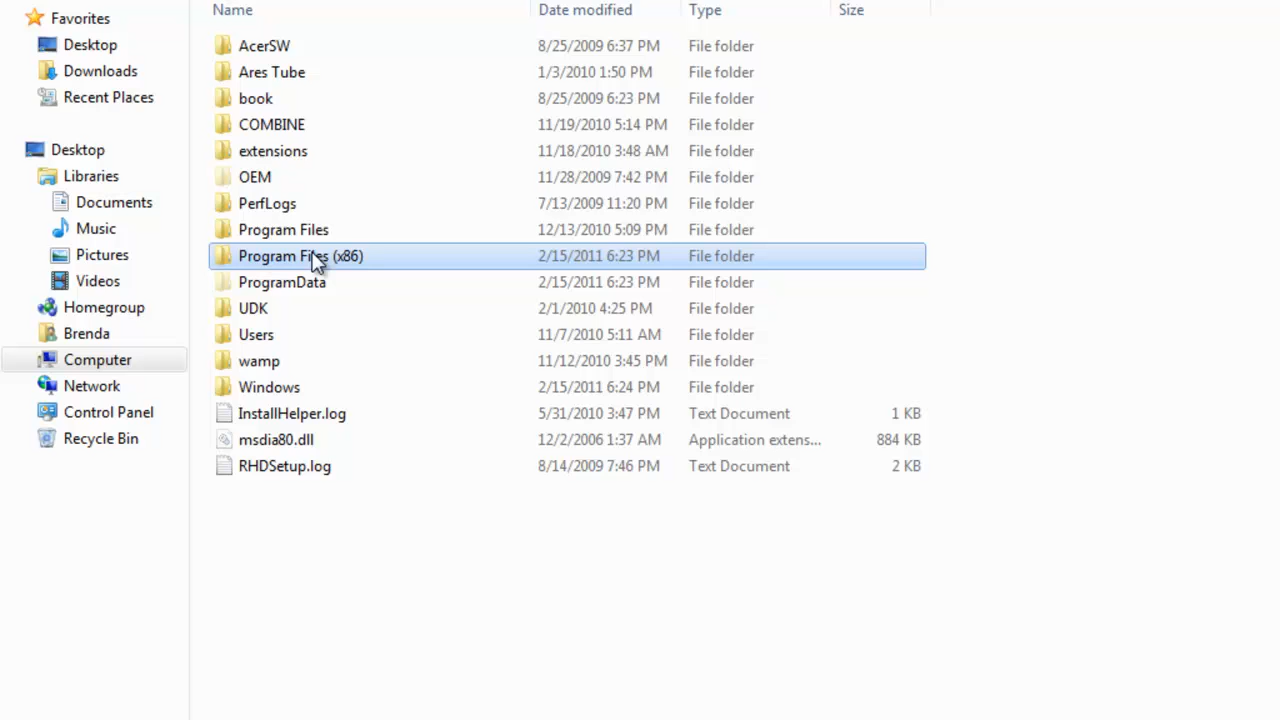 Favorites
Desktop
Downloads
Recent Places
Desktop
Libraries
Documents
Music
Pictures
Videos
Homegroup
Brenda
Computer
Network
Control Panel
Recycle Bin
Name Date modified Type Size
AcerSW 8/25/2009 6:37 PM File folder
Ares Tube 1/3/2010 1:50 PM File folder
book 8/25/2009 6:23 PM File folder
COMBINE 11/19/2010 5:14 PM File folder
extensions 11/18/2010 3:48 AM File folder
OEM 11/28/2009 7:42 PM File folder
PerfLogs 7/13/2009 11:20 PM File folder
Program Files 12/13/2010 5:09 PM File folder
Program Files (x86) 2/15/2011 6:23 PM File folder
ProgramData 2/15/2011 6:23 PM File folder
UDK 2/1/2010 4:25 PM File folder
Users 11/7/2010 5:11 AM File folder
wamp 11/12/2010 3:45 PM File folder
Windows 2/15/2011 6:24 PM File folder
InstallHelper.log 5/31/2010 3:47 PM Text Document 1 KB
msdia80.dll 12/2/2006 1:37 AM Application extens... 884 KB
RHDSetup.log 8/14/2009 7:46 PM Text Document 2 KB